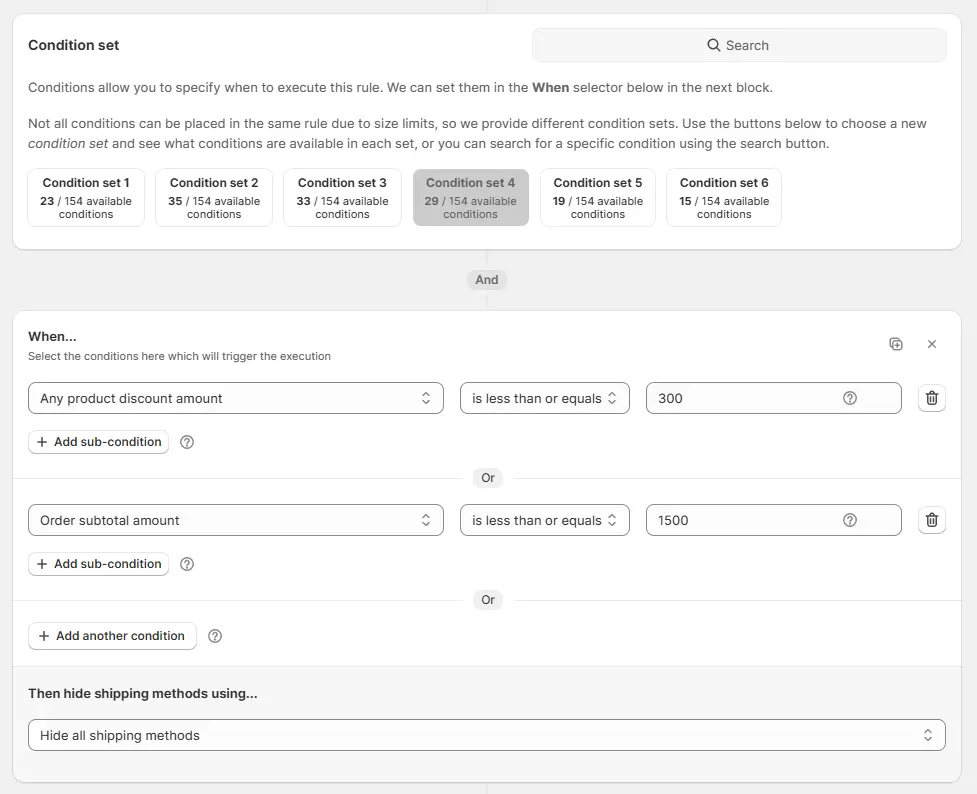 Condition set
Search
Conditions allow you to specify when to execute this rule. We can set them in the When selector below in the next block.
Not all conditions can be placed in the same rule due to size limits, so we provide different condition sets. Use the buttons below to choose a new
condition set and see what conditions are available in each set, or you can search for a specific condition using the search button.
Condition set 1
23 / 154 available
conditions
Condition set 2
35 / 154 available
conditions
Condition set 3
33 / 154 available
conditions
Condition set 4
29 / 154 available
conditions
Condition set 5
19 / 154 available
conditions
Condition set 6
15 / 154 available
conditions
And
When...
Select the conditions here which will trigger the execution
Any product discount amount
is less than or equals
300
+ Add sub-condition
Or
Order subtotal amount
is less than or equals
1500
+ Add sub-condition
Or
+ Add another condition
Then hide shipping methods using...
Hide all shipping methods